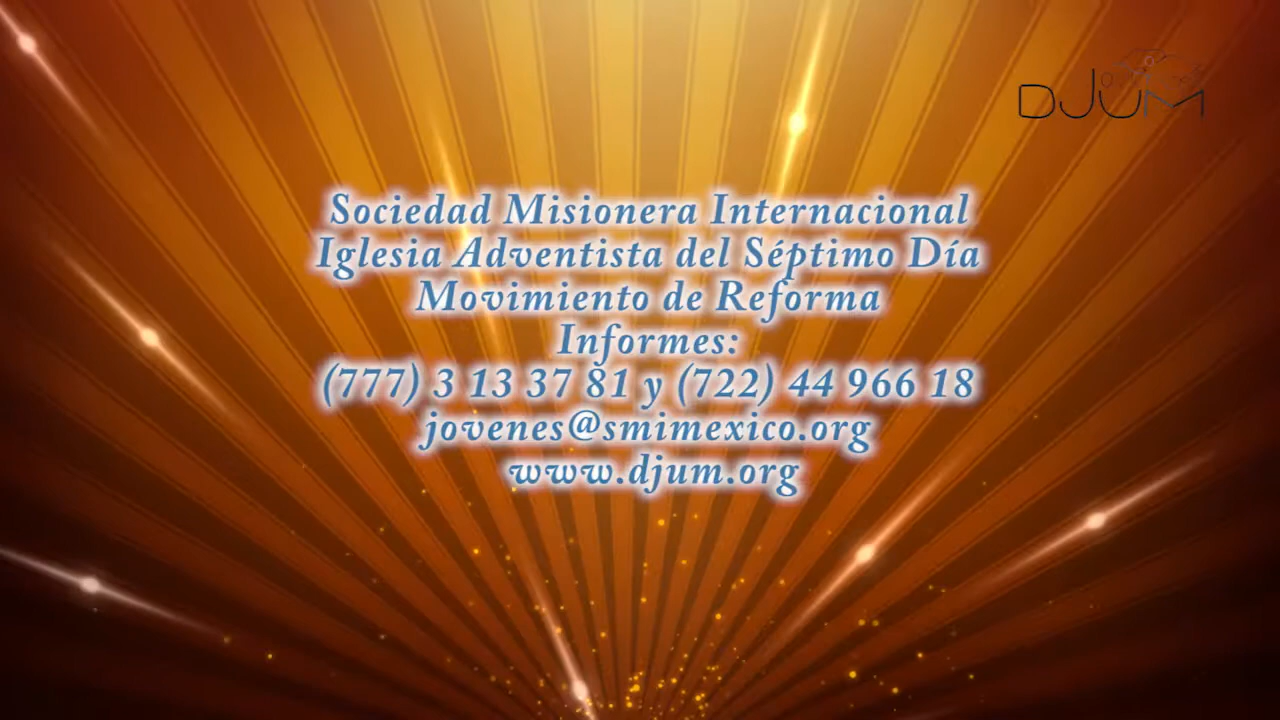 DJUM
Sociedad Misionera Internacional
Iglesia Adventista del Séptimo Día
Movimiento de Reforma
Informes:
(777) 3 13 37 81 y (722) 44 966 18
jovenes@smimexico.org
www.djum.org